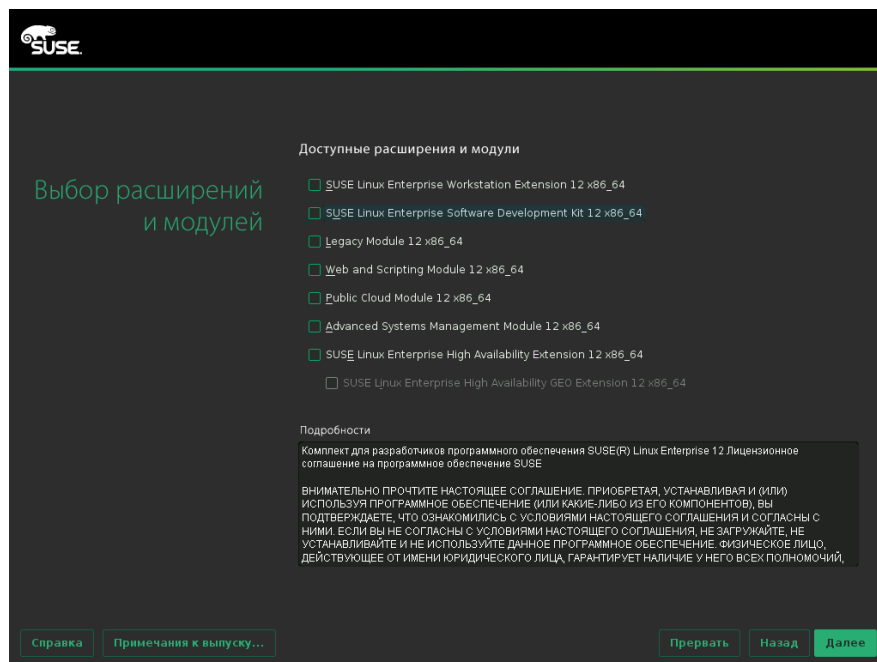 SUSE.
Выбор расширений
и модулей
Доступные расширения и модули
SUSE Linux Enterprise Workstation Extension 12 x86_64
SUSE Linux Enterprise Software Development Kit 12 x86_64
Legacy Module 12 x86_64
Web and Scripting Module 12 x86_64
Public Cloud Module 12 x86_64
Advanced Systems Management Module 12 x86_64
SUSE Linux Enterprise High Availability Extension 12 x86_64
SUSE Linux Enterprise High Availability GEO Extension 12 x86_64
Подробности
Комплект для разработчиков программного обеспечения SUSE(R) Linux Enterprise 12 Лицензионное
соглашение на программное обеспечение SUSE
ВНИМАТЕЛЬНО ПРОЧТИТЕ НАСТОЯЩЕЕ СОГЛАШЕНИЕ. ПРИОБРЕТАЯ, УСТАНАВЛИВАЯ И (ИЛИ)
ИСПОЛЬЗУЯ ПРОГРАММНОЕ ОБЕСПЕЧЕНИЕ (ИЛИ КАКИЕ-ЛИБО ИЗ ЕГО КОМПОНЕНТОВ), ВЫ
ПОДТВЕРЖДАЕТЕ, ЧТО ОЗНАКОМИЛИСЬ С УСЛОВИЯМИ НАСТОЯЩЕГО СОГЛАШЕНИЯ И СОГЛАСНЫ С
НИМИ. ЕСЛИ ВЫ НЕ СОГЛАСНЫ С УСЛОВИЯМИ НАСТОЯЩЕГО СОГЛАШЕНИЯ, НЕ ЗАГРУЖАЙТЕ, НЕ
УСТАНАВЛИВАЙТЕ И НЕ ИСПОЛЬЗУЙТЕ ДАННОЕ ПРОГРАММНОЕ ОБЕСПЕЧЕНИЕ. ФИЗИЧЕСКОЕ ЛИЦО,
ДЕЙСТВУЮЩЕЕ ОТ ИМЕНИ ЮРИДИЧЕСКОГО ЛИЦА, ГАРАНТИРУЕТ НАЛИЧИЕ У НЕГО ВСЕХ ПОЛНОМОЧИЙ,
Справка
Примечания к выпуску...
Прервать
Назад
Далее